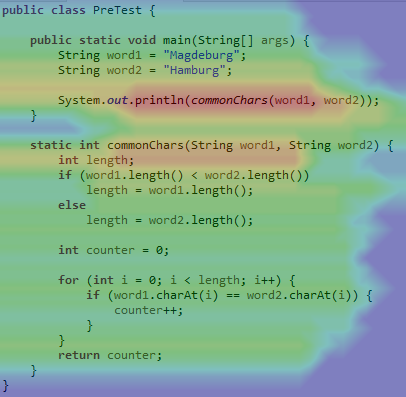 public class PreTest {
public static void main(String[] args) {
String word1 = "Magdeburg";
String word2 = "Hamburg";
System.out.println(commonChars(word1, word2));
}
static int commonChars(String word1, String word2) {
int length;
if (word1.length() < word2.length())
length = word1.length();
else
length = word2.length();
int counter = 0;
for (int i = 0; i < length; i++) {
if (word1.charAt(i) == word2.charAt(i)) {
counter++;
}
}
return counter;
}
}